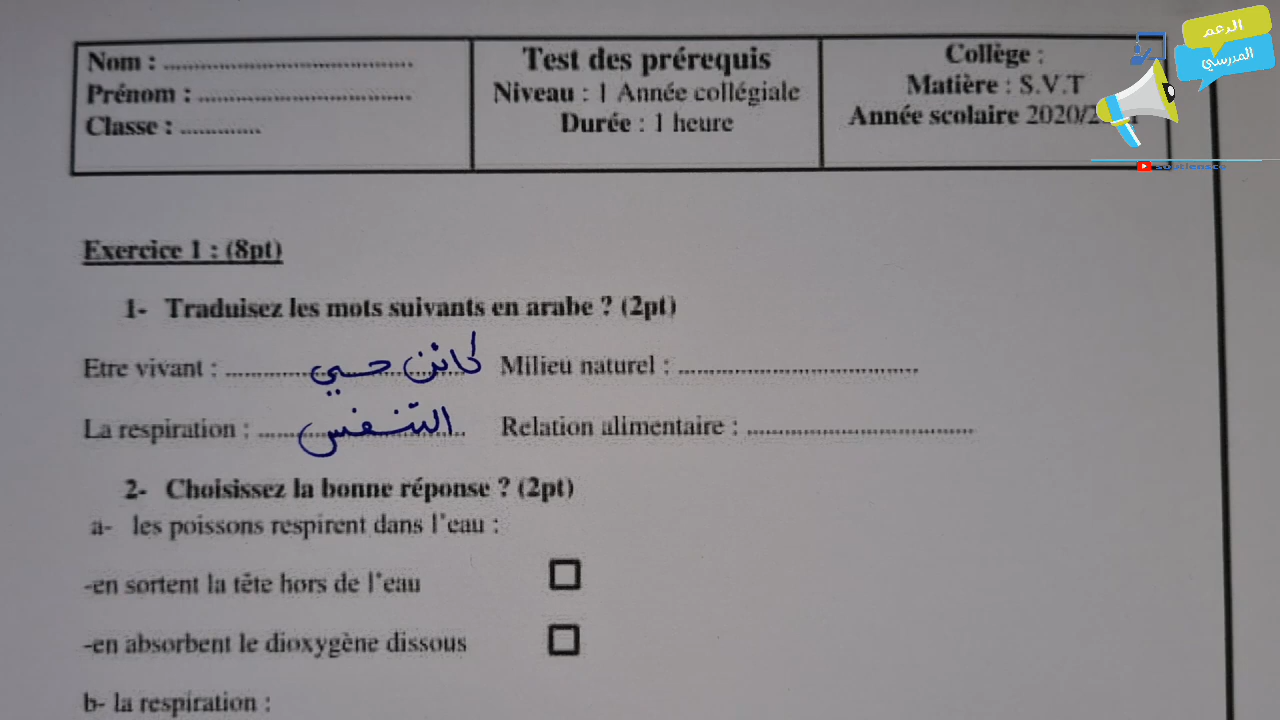 Nom : ........................................
Prénom : ..................................
Classe : .............
Test des prérequis
Niveau : 1 Année collégiale
Durée : 1 heure
Collège :
Matière : S.V.T
Année scolaire
الدعم
المدرسي
Exercice 1 : (8pt)
1- Traduisez les mots suivants en arabe ? (2pt)
Etre vivant : كائن حي Milieu naturel : ......................................
La respiration : التنفس Relation alimentaire : ....................................
2- Choisissez la bonne réponse ? (2pt)
a- les poissons respirent dans l'eau :
-en sortent la tête hors de l'eau
-en absorbent le dioxygène dissous
b- la respiration :